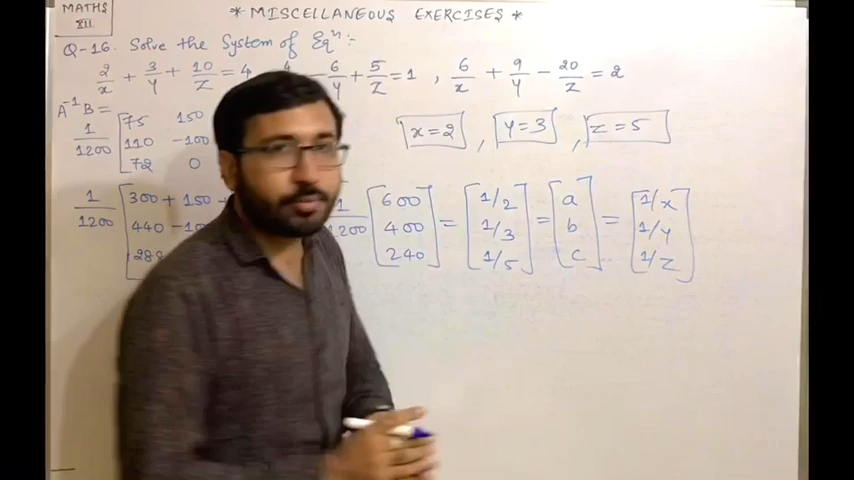 MATHS
XII
* MISCELLANEOUS EXERCISES *
Q-16. Solve the System of Eqⁿ :-
2/x + 3/y + 10/z = 4 - 6/y + 5/z = 1 , 6/x + 9/y - 20/z = 2
A⁻¹B =
1/1200 [75 150
110 -100
72 0
x=2 , y=3 , z=5
1/1200 [300 + 150 +
440 - 10
288
1/1200 [600 400 240] = [1/2 1/3 1/5] = [a b c] = [1/x 1/y 1/z]